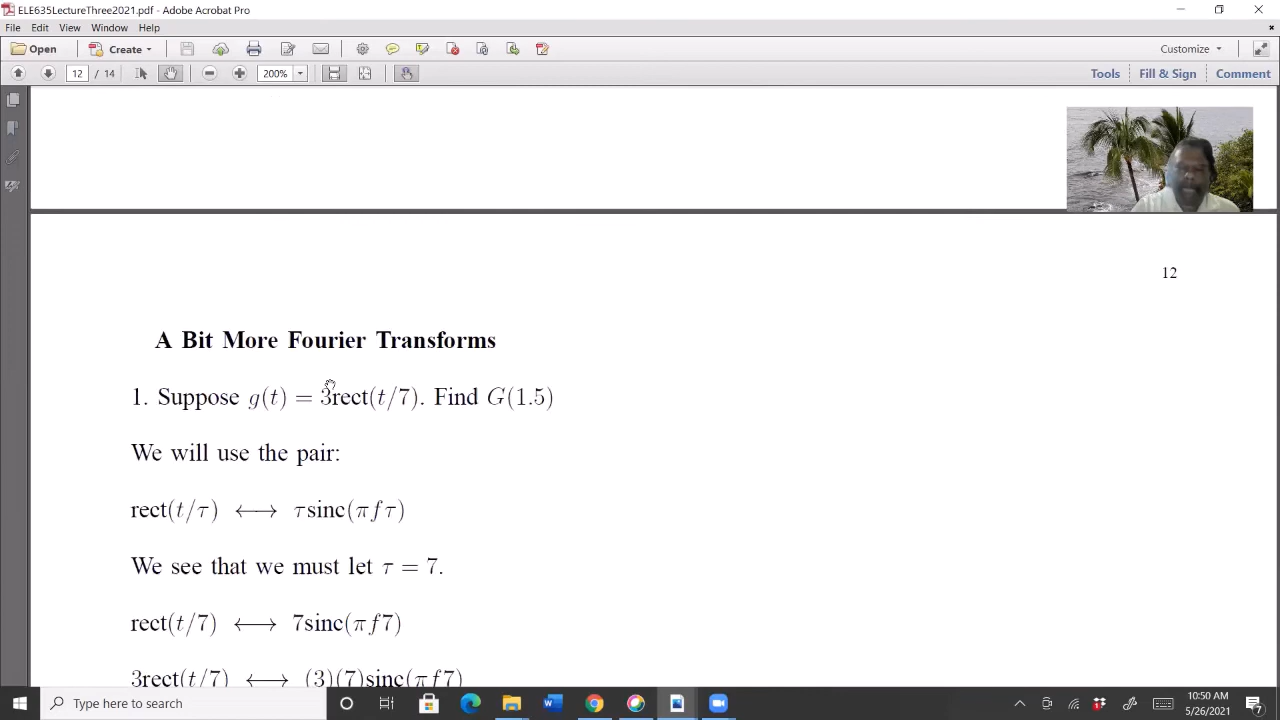 ELE635LectureThree2021.pdf - Adobe Acrobat Pro
File Edit View Window Help
Open Create Customize
12 / 14 200% Tools Fill & Sign Comment
12
A Bit More Fourier Transforms
1. Suppose g(t) = 3rect(t/7). Find G(1.5)
We will use the pair:
rect(t/τ) ⟷ τsinc(πfτ)
We see that we must let τ = 7.
rect(t/7) ⟷ 7sinc(πf7)
3rect(t/7) ⟷ (3)(7)sinc(πf7)
Type here to search
10:50 AM
5/26/2021
7